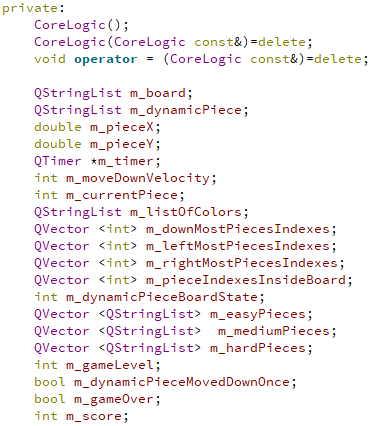 private:
    CoreLogic();
    CoreLogic(CoreLogic const&)=delete;
    void operator = (CoreLogic const&)=delete;

    QStringList m_board;
    QStringList m_dynamicPiece;
    double m_pieceX;
    double m_pieceY;
    QTimer *m_timer;
    int m_moveDownVelocity;
    int m_currentPiece;
    QStringList m_listOfColors;
    QVector <int> m_downMostPiecesIndexes;
    QVector <int> m_leftMostPiecesIndexes;
    QVector <int> m_rightMostPiecesIndexes;
    QVector <int> m_pieceIndexesInsideBoard;
    int m_dynamicPieceBoardState;
    QVector <QStringList> m_easyPieces;
    QVector <QStringList>  m_mediumPieces;
    QVector <QStringList> m_hardPieces;
    int m_gameLevel;
    bool m_dynamicPieceMovedDownOnce;
    bool m_gameOver;
    int m_score;